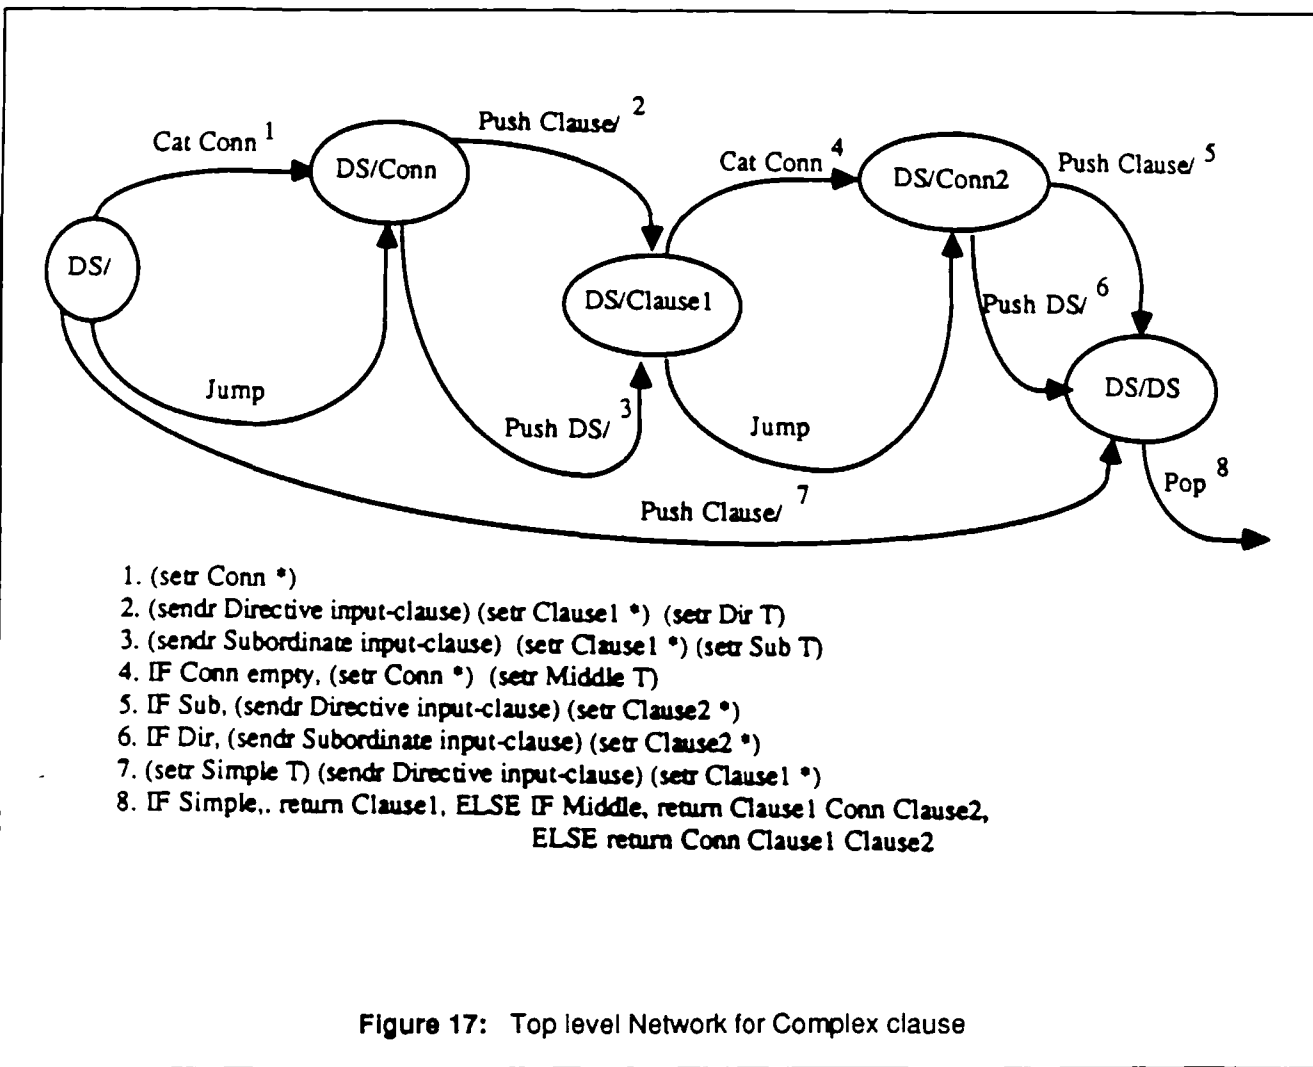 Cat Conn 1
Push Clause/ 2
DS/Conn
Cat Conn 4
DS/Conn2
Push Clause/ 5
DS/
DS/Clause1
Push DS/ 6
Jump
Push DS/ 3
Jump
DS/DS
Push Clause/ 7
Pop 8
1. (setr Conn *)
2. (sendr Directive input-clause) (setr Clause1 *) (setr Dir T)
3. (sendr Subordinate input-clause) (setr Clause1 *) (setr Sub T)
4. IF Conn empty, (setr Conn *) (setr Middle T)
5. IF Sub, (sendr Directive input-clause) (setr Clause2 *)
6. IF Dir, (sendr Subordinate input-clause) (setr Clause2 *)
7. (setr Simple T) (sendr Directive input-clause) (setr Clause1 *)
8. IF Simple,. return Clause1, ELSE IF Middle, return Clause1 Conn Clause2,
ELSE return Conn Clause1 Clause2
Figure 17: Top level Network for Complex clause